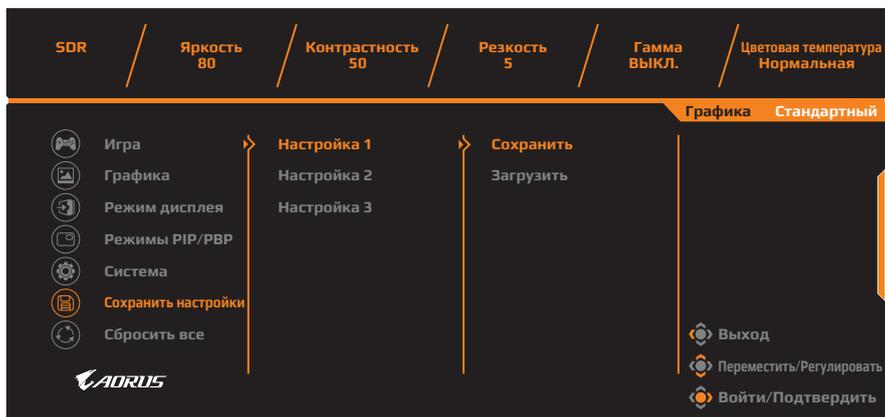 SDR
Яркость
80
Контрастность
50
Резкость
5
Гамма
ВЫКЛ.
Цветовая температура
Нормальная
Графика Стандартный
Игра
Графика
Режим дисплея
Режимы PIP/PBP
Система
Сохранить настройки
Сбросить все
Настройка 1
Настройка 2
Настройка 3
Сохранить
Загрузить
Выход
Переместить/Регулировать
Войти/Подтвердить
AORUS